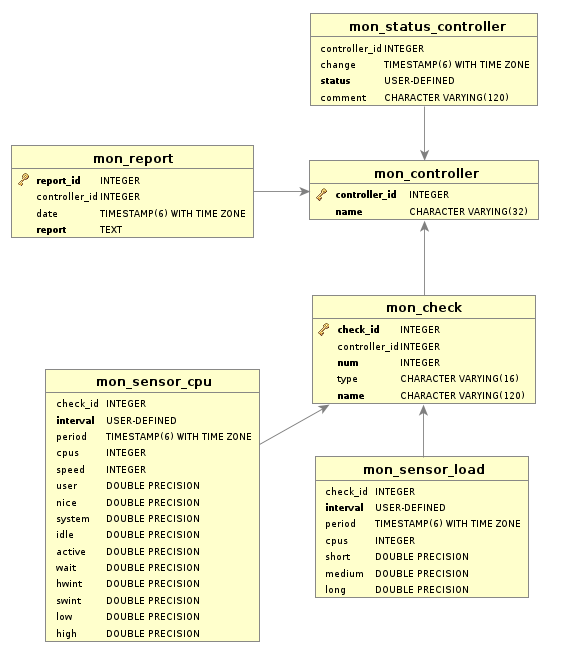 mon_status_controller
controller_id INTEGER
change TIMESTAMP(6) WITH TIME ZONE
status USER-DEFINED
comment CHARACTER VARYING(120)
mon_report
report_id INTEGER
controller_id INTEGER
date TIMESTAMP(6) WITH TIME ZONE
report TEXT
mon_controller
controller_id INTEGER
name CHARACTER VARYING(32)
mon_check
check_id INTEGER
controller_id INTEGER
num INTEGER
type CHARACTER VARYING(16)
name CHARACTER VARYING(120)
mon_sensor_cpu
check_id INTEGER
interval USER-DEFINED
period TIMESTAMP(6) WITH TIME ZONE
cpus INTEGER
speed INTEGER
user DOUBLE PRECISION
nice DOUBLE PRECISION
system DOUBLE PRECISION
idle DOUBLE PRECISION
active DOUBLE PRECISION
wait DOUBLE PRECISION
hwint DOUBLE PRECISION
swint DOUBLE PRECISION
low DOUBLE PRECISION
high DOUBLE PRECISION
mon_sensor_load
check_id INTEGER
interval USER-DEFINED
period TIMESTAMP(6) WITH TIME ZONE
cpus INTEGER
short DOUBLE PRECISION
medium DOUBLE PRECISION
long DOUBLE PRECISION